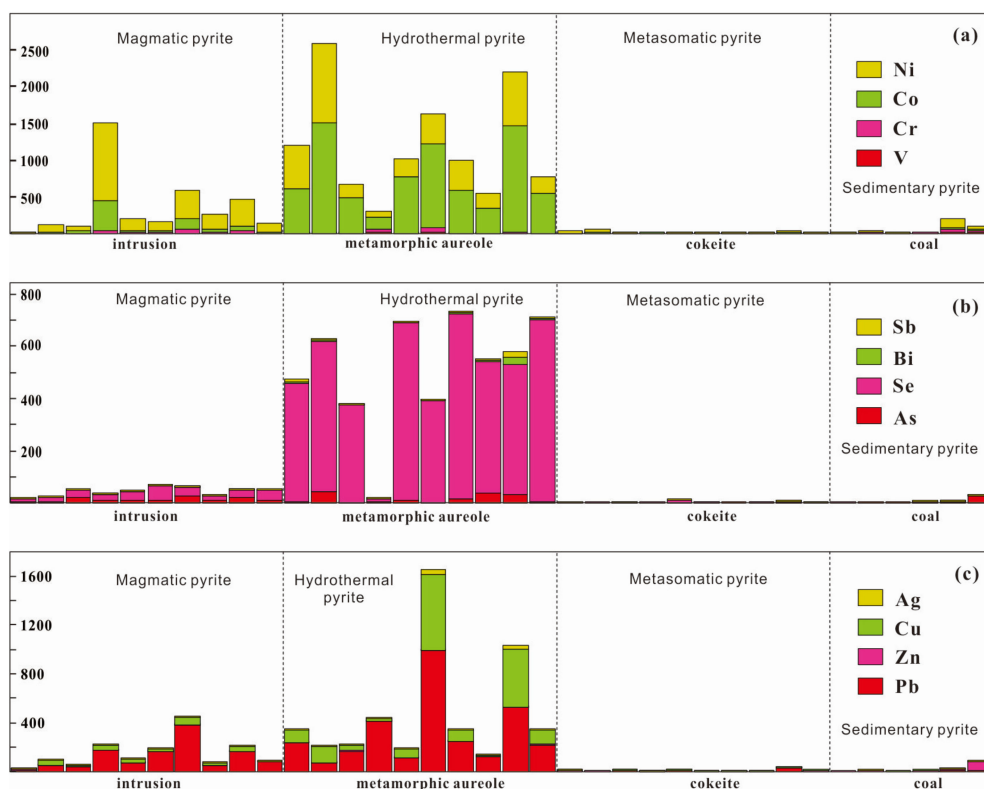 Magmatic pyrite Hydrothermal pyrite Metasomatic pyrite (a)
2500
2000
1500
1000
500
Ni
Co
Cr
V
Sedimentary pyrite
intrusion metamorphic aureole cokeite coal
Magmatic pyrite Hydrothermal pyrite Metasomatic pyrite (b)
800
600
400
200
Sb
Bi
Se
As
Sedimentary pyrite
intrusion metamorphic aureole cokeite coal
Magmatic pyrite Hydrothermal Metasomatic pyrite (c)
pyrite
1600
1200
800
400
Ag
Cu
Zn
Pb
Sedimentary pyrite
intrusion metamorphic aureole cokeite coal